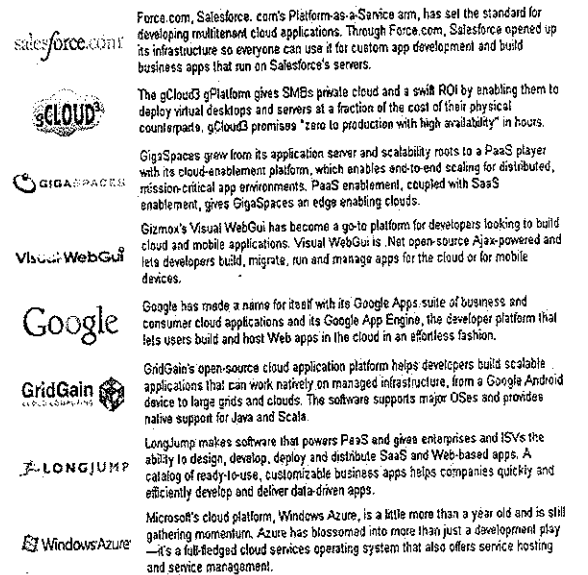 salesforce.com
Force.com, Salesforce. com's Platform-as-a-Service arm, has set the standard for
developing multitenant cloud applications. Through Force.com, Salesforce opened up
its infrastructure so everyone can use it for custom app development and build
business apps that run on Salesforce's servers.
gCLOUD3
The gCloud3 gPlatform gives SMBs private cloud and a swift ROI by enabling them to
deploy virtual desktops and servers at a fraction of the cost of their physical
counterparts. gCloud3 promises "zero to production with high availability" in hours.
GIGASPACES
GigaSpaces grew from its application server and scalability roots to a PaaS player
with its cloud-enablement platform, which enables end-to-end scaling for distributed,
mission-critical app environments. PaaS enablement, coupled with SaaS
enablement, gives GigaSpaces an edge enabling clouds.
Visual WebGui
Gizmox's Visual WebGui has become a go-to platform for developers looking to build
cloud and mobile applications. Visual WebGui is .Net open-source Ajax-powered and
lets developers build, migrate, run and manage apps for the cloud or for mobile
devices.
Google
Google has made a name for itself with its Google Apps suite of business and
consumer cloud applications and its Google App Engine, the developer platform that
lets users build and host Web apps in the cloud in an effortless fashion.
GridGain
CLOUD COMPUTING
GridGain's open-source cloud application platform helps developers build scalable
applications that can work natively on managed infrastructure, from a Google Android
device to large grids and clouds. The software supports major OSes and provides
native support for Java and Scala.
LONGJUMP
LongJump makes software that powers PaaS and gives enterprises and ISVs the
ability to design, develop, deploy and distribute SaaS and Web-based apps. A
catalog of ready-to-use, customizable business apps helps companies quickly and
efficiently develop and deliver data-driven apps.
Windows Azure
Microsoft's cloud platform, Windows Azure, is a little more than a year old and is still
gathering momentum. Azure has blossomed into more than just a development play
—it's a full-fledged cloud services operating system that also offers service hosting
and service management.